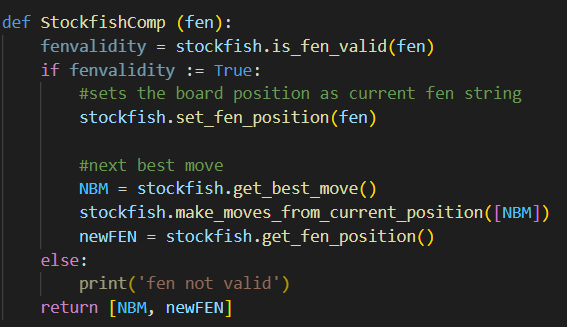 def StockfishComp (fen):
    fenvalidity = stockfish.is_fen_valid(fen)
    if fenvalidity := True:
        #sets the board position as current fen string
        stockfish.set_fen_position(fen)

        #next best move
        NBM = stockfish.get_best_move()
        stockfish.make_moves_from_current_position([NBM])
        newFEN = stockfish.get_fen_position()
    else:
        print('fen not valid')
    return [NBM, newFEN]